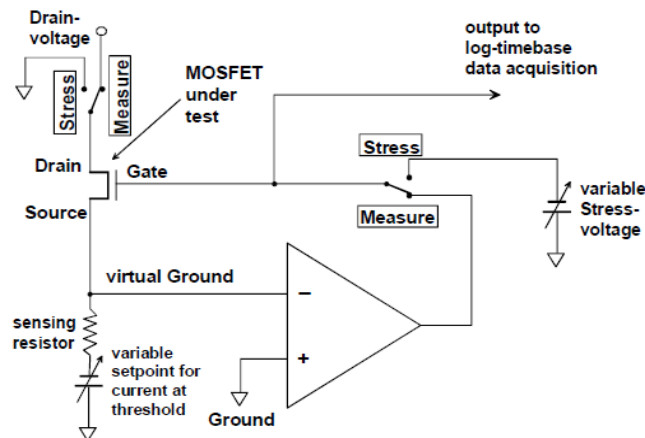 Drain-
voltage
output to
log-timebase
data acquisition
MOSFET
under
test
Stress
Measure
Drain
Gate
Source
Stress
Measure
variable
Stress-
voltage
virtual Ground
−
+
sensing
resistor
variable
setpoint for
current at
threshold
Ground